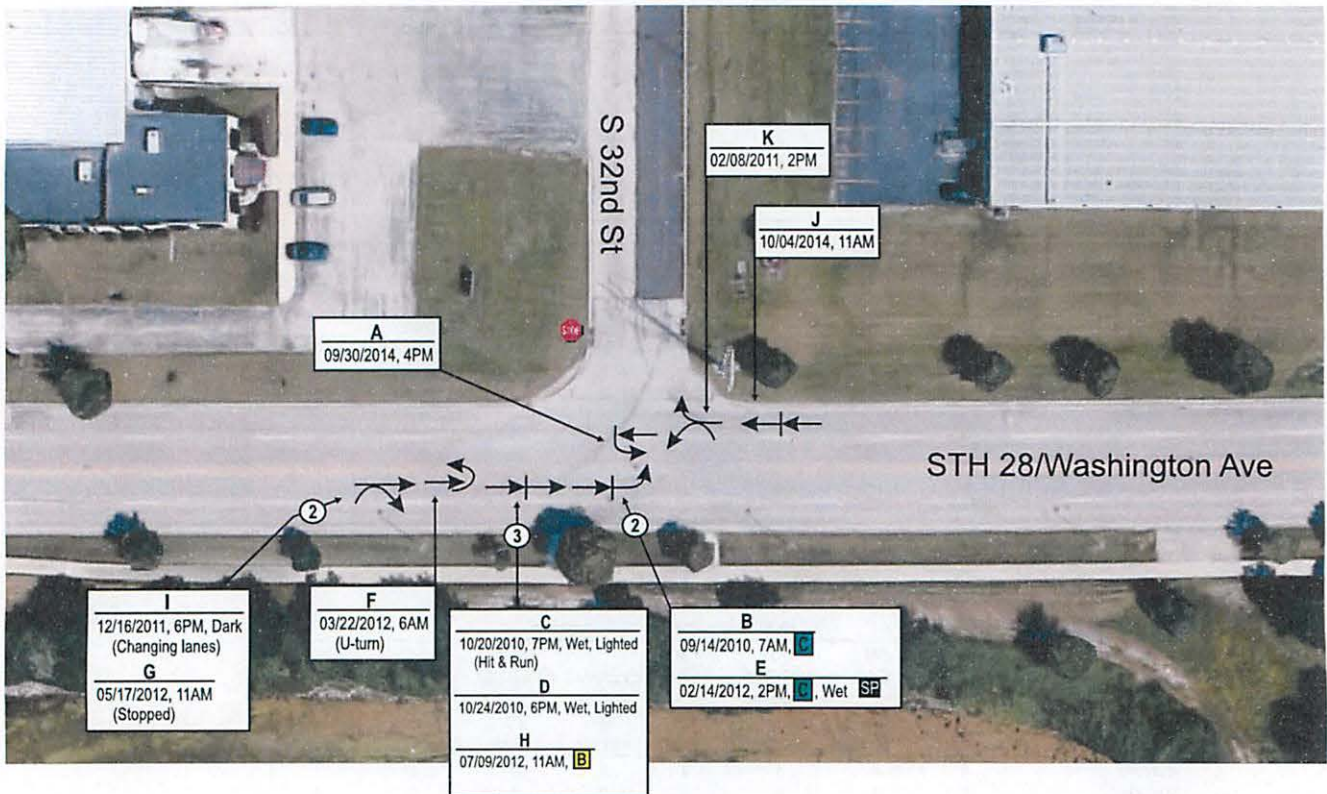 S 32nd St
K
02/08/2011, 2PM
J
10/04/2014, 11AM
A
09/30/2014, 4PM
STH 28/Washington Ave
2
3
2
I
12/16/2011, 6PM, Dark
(Changing lanes)
G
05/17/2012, 11AM
(Stopped)
F
03/22/2012, 6AM
(U-turn)
C
10/20/2010, 7PM, Wet, Lighted
(Hit & Run)
D
10/24/2010, 6PM, Wet, Lighted
H
07/09/2012, 11AM, B
B
09/14/2010, 7AM, C
E
02/14/2012, 2PM, C, Wet SP